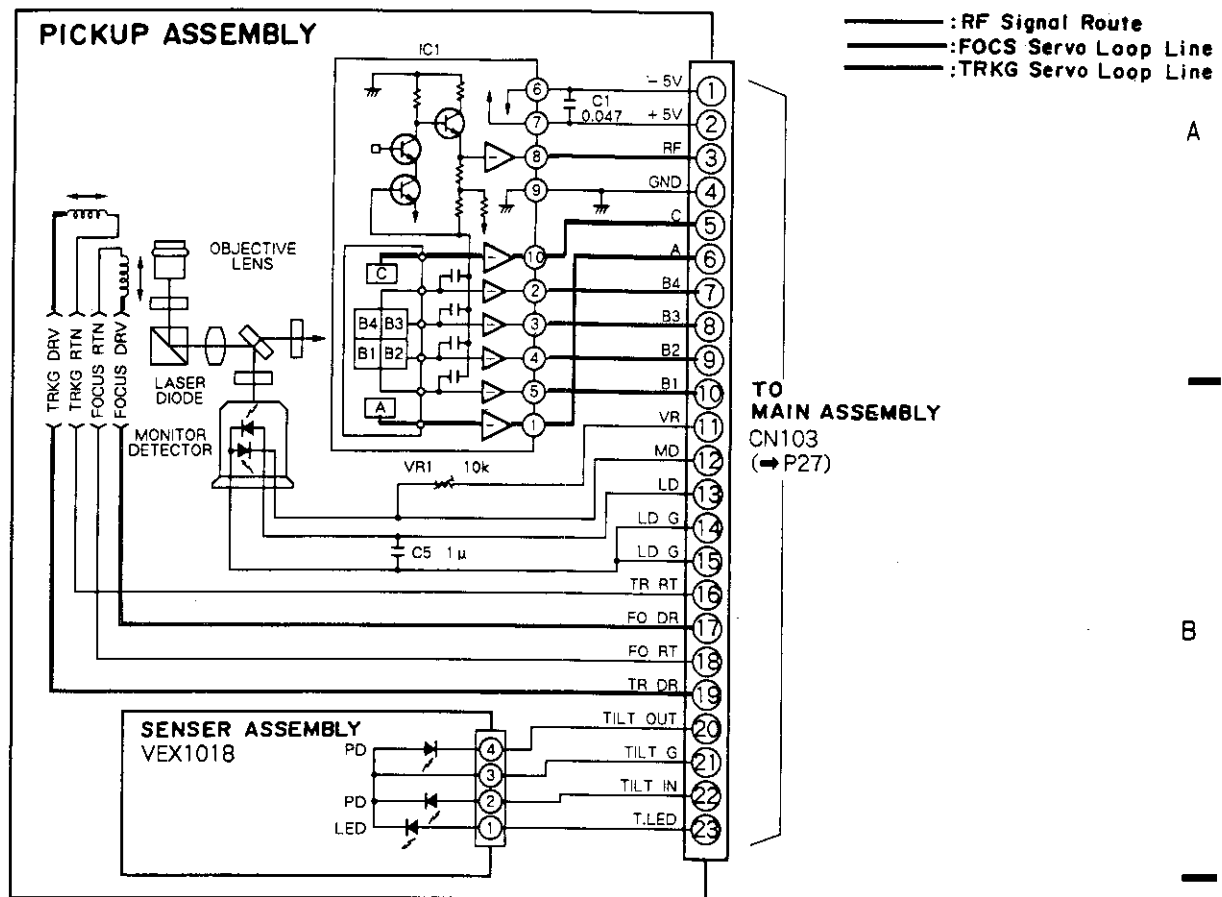 PICKUP ASSEMBLY
:RF Signal Route
:FOCS Servo Loop Line
:TRKG Servo Loop Line
A
B
IC1
6
7
8
9
10
2
3
4
5
1
C1
0.047
C
B4 B3
B1 B2
A
OBJECTIVE
LENS
LASER
DIODE
MONITOR
DETECTOR
TRKG DRV
TRKG RTN
FOCUS RTN
FOCUS DRV
VR1 10k
C5 1μ
-5V 1
+5V 2
RF 3
GND 4
C 5
A 6
B4 7
B3 8
B2 9
B1 10
VR 11
MD 12
LD 13
LD G 14
LD G 15
TR RT 16
FO DR 17
FO RT 18
TR DR 19
TILT OUT 20
TILT G 21
TILT IN 22
T.LED 23
TO
MAIN ASSEMBLY
CN103
(➡P27)
SENSER ASSEMBLY
VEX1018
PD 4
3
PD 2
LED 1